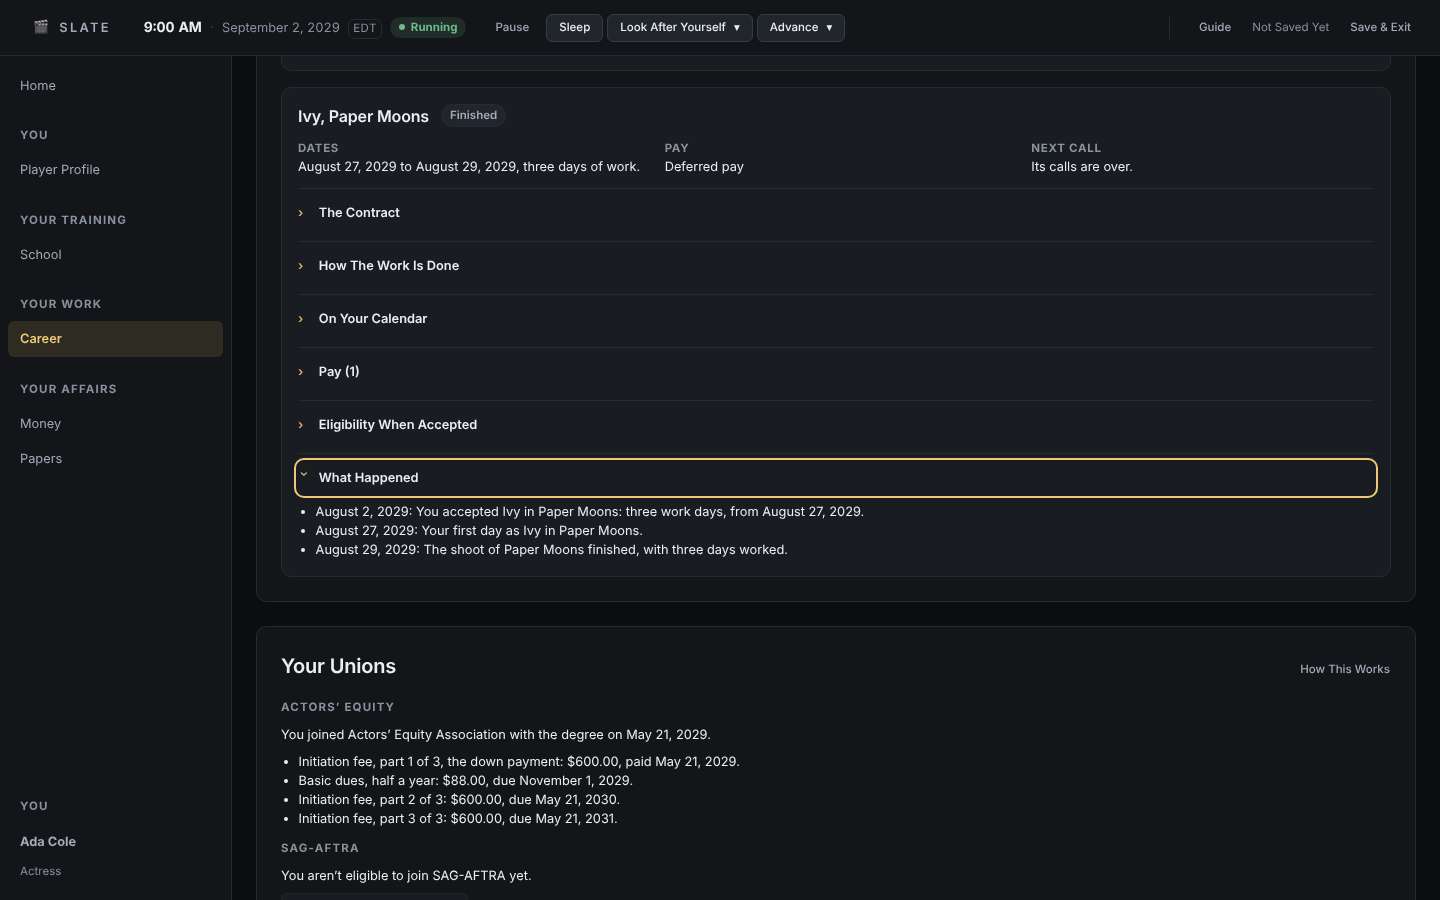 SLATE
9:00 AM · September 2, 2029 EDT Running
Pause
Sleep
Look After Yourself ▾
Advance ▾
Guide
Not Saved Yet
Save & Exit
Home
YOU
Player Profile
YOUR TRAINING
School
YOUR WORK
Career
YOUR AFFAIRS
Money
Papers
YOU
Ada Cole
Actress
Ivy, Paper Moons Finished
DATES
August 27, 2029 to August 29, 2029, three days of work.
PAY
Deferred pay
NEXT CALL
Its calls are over.
› The Contract
› How The Work Is Done
› On Your Calendar
› Pay (1)
› Eligibility When Accepted
What Happened
• August 2, 2029: You accepted Ivy in Paper Moons: three work days, from August 27, 2029.
• August 27, 2029: Your first day as Ivy in Paper Moons.
• August 29, 2029: The shoot of Paper Moons finished, with three days worked.
Your Unions
How This Works
ACTORS’ EQUITY
You joined Actors’ Equity Association with the degree on May 21, 2029.
• Initiation fee, part 1 of 3, the down payment: $600.00, paid May 21, 2029.
• Basic dues, half a year: $88.00, due November 1, 2029.
• Initiation fee, part 2 of 3: $600.00, due May 21, 2030.
• Initiation fee, part 3 of 3: $600.00, due May 21, 2031.
SAG-AFTRA
You aren’t eligible to join SAG-AFTRA yet.